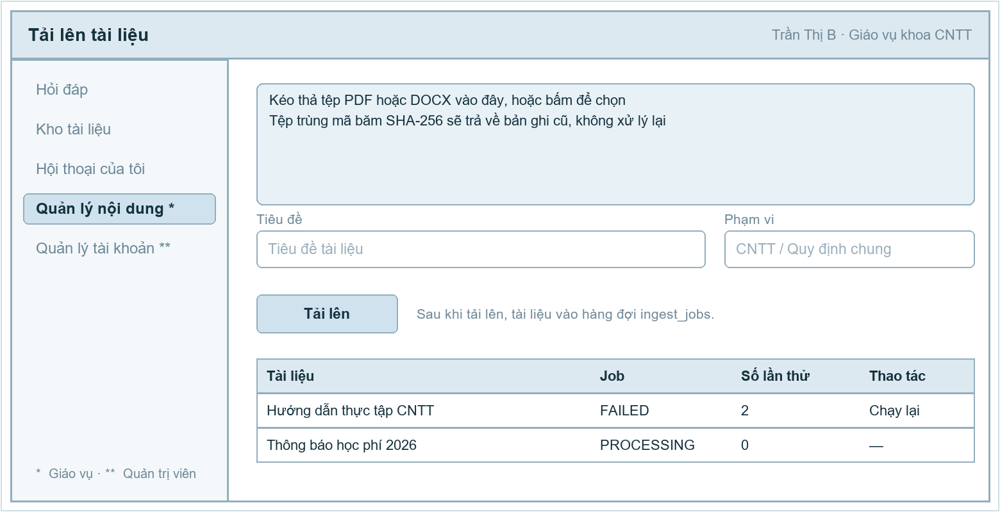 Tải lên tài liệu
Trần Thị B · Giáo vụ khoa CNTT
Hỏi đáp
Kho tài liệu
Hội thoại của tôi
Quản lý nội dung *
Quản lý tài khoản **
* Giáo vụ · ** Quản trị viên
Kéo thả tệp PDF hoặc DOCX vào đây, hoặc bấm để chọn
Tệp trùng mã băm SHA-256 sẽ trả về bản ghi cũ, không xử lý lại
Tiêu đề
Phạm vi
Tiêu đề tài liệu
CNTT / Quy định chung
Tải lên
Sau khi tải lên, tài liệu vào hàng đợi ingest_jobs.
Tài liệu Job Số lần thử Thao tác
Hướng dẫn thực tập CNTT FAILED 2 Chạy lại
Thông báo học phí 2026 PROCESSING 0 —